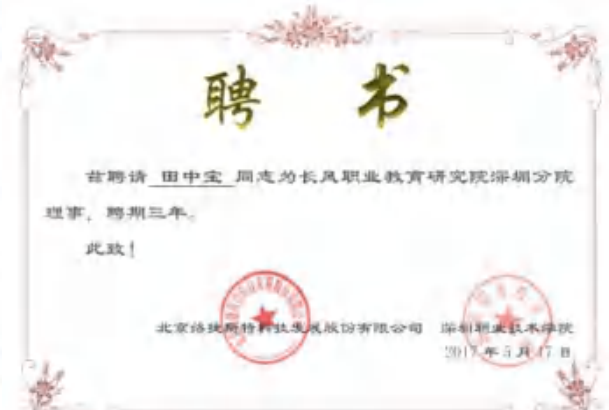 聘 书
兹聘请 田中宝 同志为长风职业教育研究院深圳分院
理事，聘期三年。
此致！
北京络捷斯特科技发展股份有限公司 深圳职业技术学院
2017年5月17日